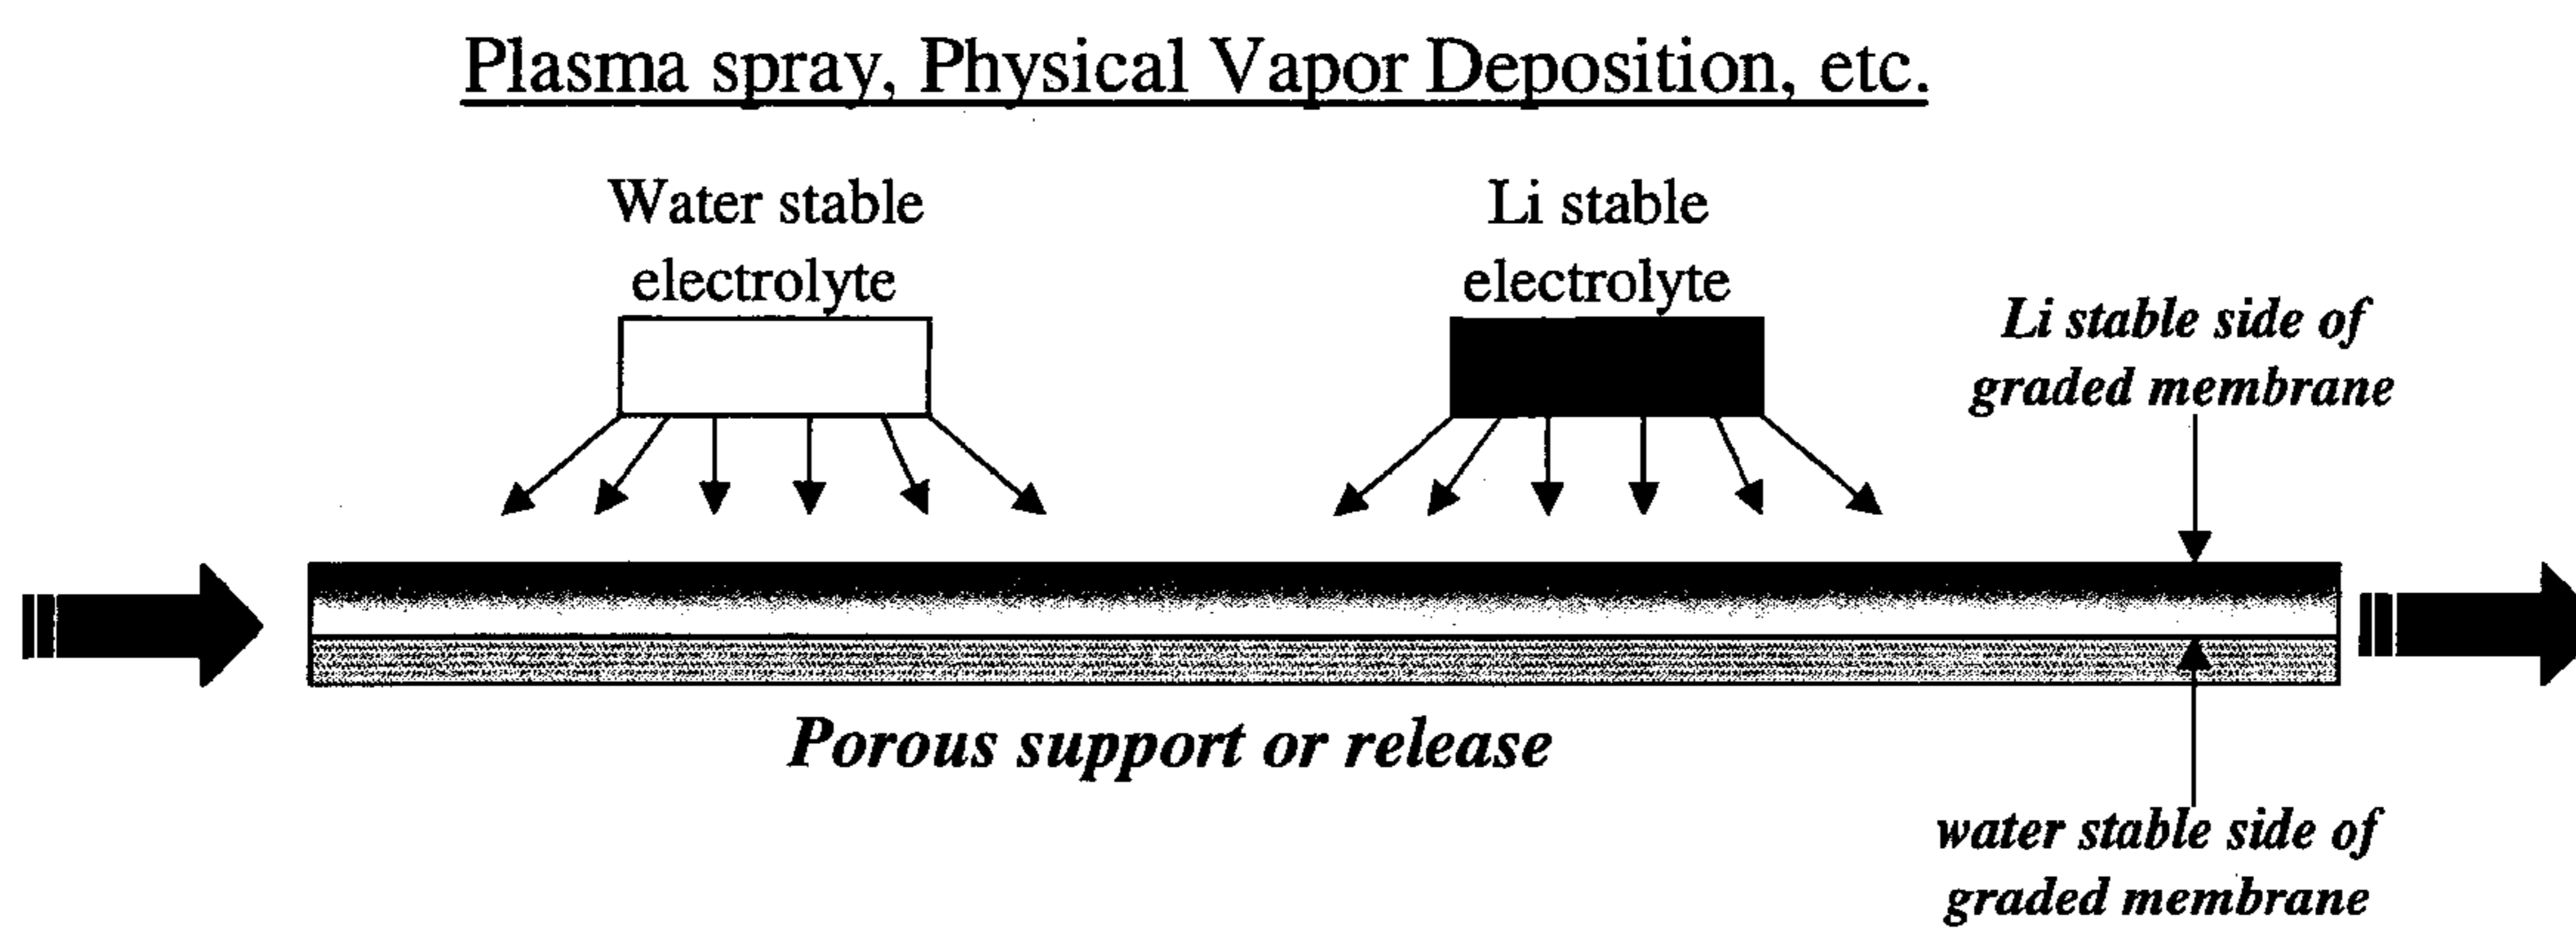 Plasma spray, Physical Vapor Deposition, etc.
Water stable
electrolyte
Li stable
electrolyte
Li stable side of
graded membrane
Porous support or release
water stable side of
graded membrane